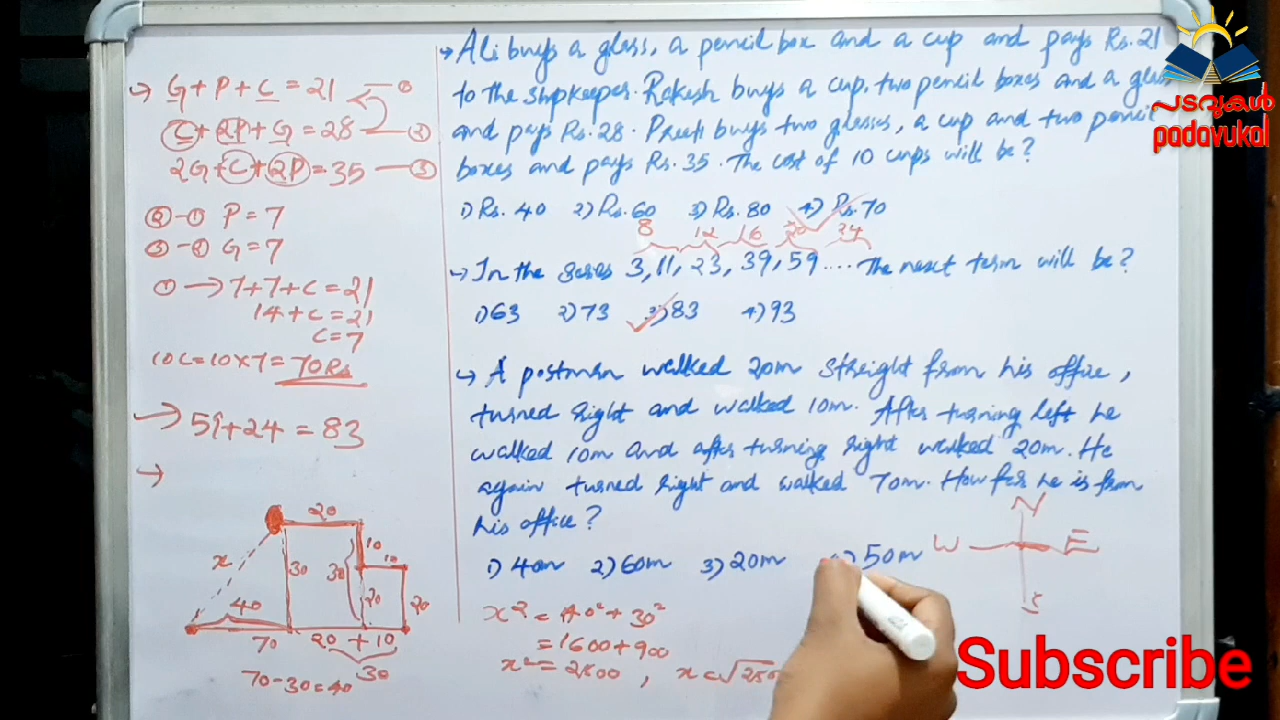 → G + P + C = 21 — ①
C + 2P + G = 28 — ②
2G + C + 2P = 35 — ③
② - ① P = 7
③ - ② G = 7
① → 7 + 7 + C = 21
14 + C = 21
C = 7
10C = 10 × 7 = 70Rs
→ 59 + 24 = 83
→
20
10
10
x
30
30
20
20
40
70
20 + 10
30
70 - 30 = 40
→ Ali buys a glass, a pencil box and a cup and pays Rs. 21
to the shopkeeper. Rakesh buys a cup, two pencil boxes and a glass
and pays Rs. 28. Preeti buys two glasses, a cup and two pencil
boxes and pays Rs. 35. The cost of 10 cups will be?
1) Rs. 40 2) Rs. 60 3) Rs. 80 4) Rs. 70
8 12 16 20 24
→ In the series 3, 11, 23, 39, 59 .... The next term will be?
1) 63 2) 73 3) 83 4) 93
→ A postman walked 20m straight from his office,
turned right and walked 10m. After turning left he
walked 10m and after turning right walked 20m. He
again turned right and walked 70m. How far he is from
his office?
1) 40m 2) 60m 3) 20m 50m
N
W E
S
x² = 40² + 30²
= 1600 + 900
x² = 2500 , x = √250
പടവുകൾ
padavukal
Subscribe